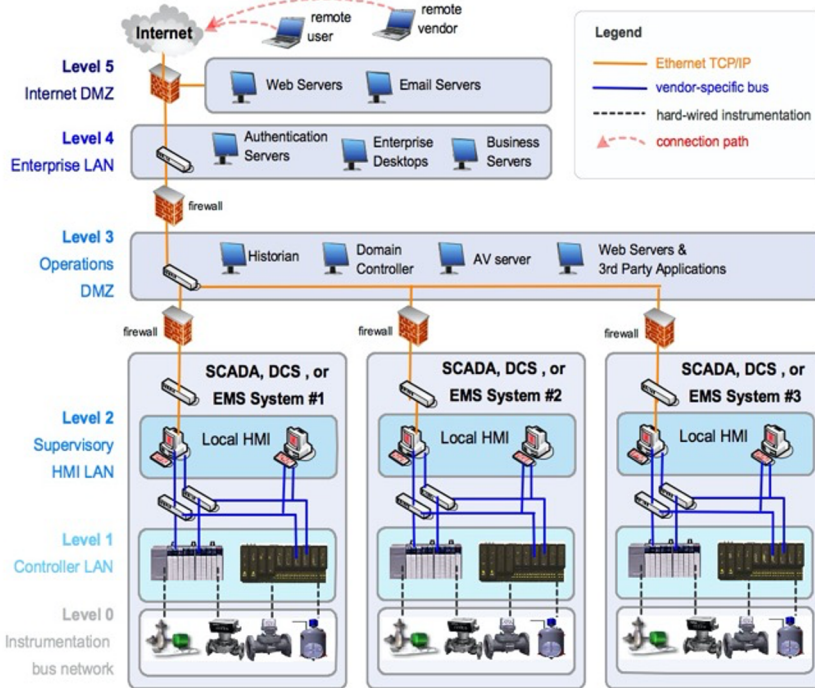 Internet
remote
user
remote
vendor
Legend
Ethernet TCP/IP
vendor-specific bus
hard-wired instrumentation
connection path
Level 5
Internet DMZ
Web Servers
Email Servers
Level 4
Enterprise LAN
Authentication
Servers
Enterprise
Desktops
Business
Servers
firewall
Level 3
Operations
DMZ
Historian
Domain
Controller
AV server
Web Servers &
3rd Party Applications
firewall
firewall
firewall
SCADA, DCS , or
EMS System #1
SCADA, DCS , or
EMS System #2
SCADA, DCS , or
EMS System #3
Level 2
Supervisory
HMI LAN
Local HMI
Local HMI
Local HMI
Level 1
Controller LAN
Level 0
Instrumentation
bus network